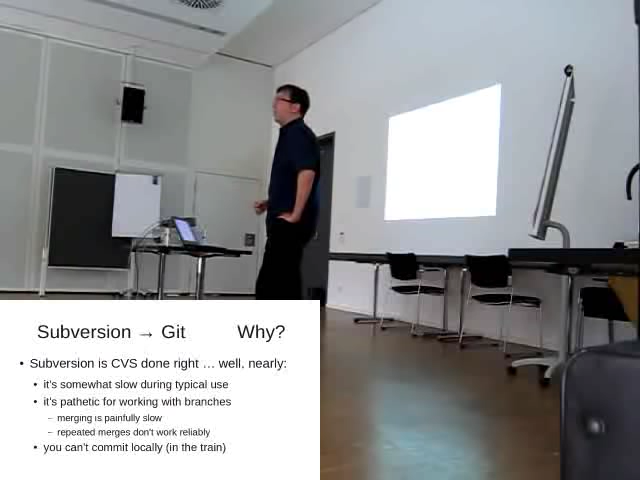 Subversion → Git Why?
• Subversion is CVS done right … well, nearly:
• it's somewhat slow during typical use
• it's pathetic for working with branches
– merging is painfully slow
– repeated merges don't work reliably
• you can't commit locally (in the train)